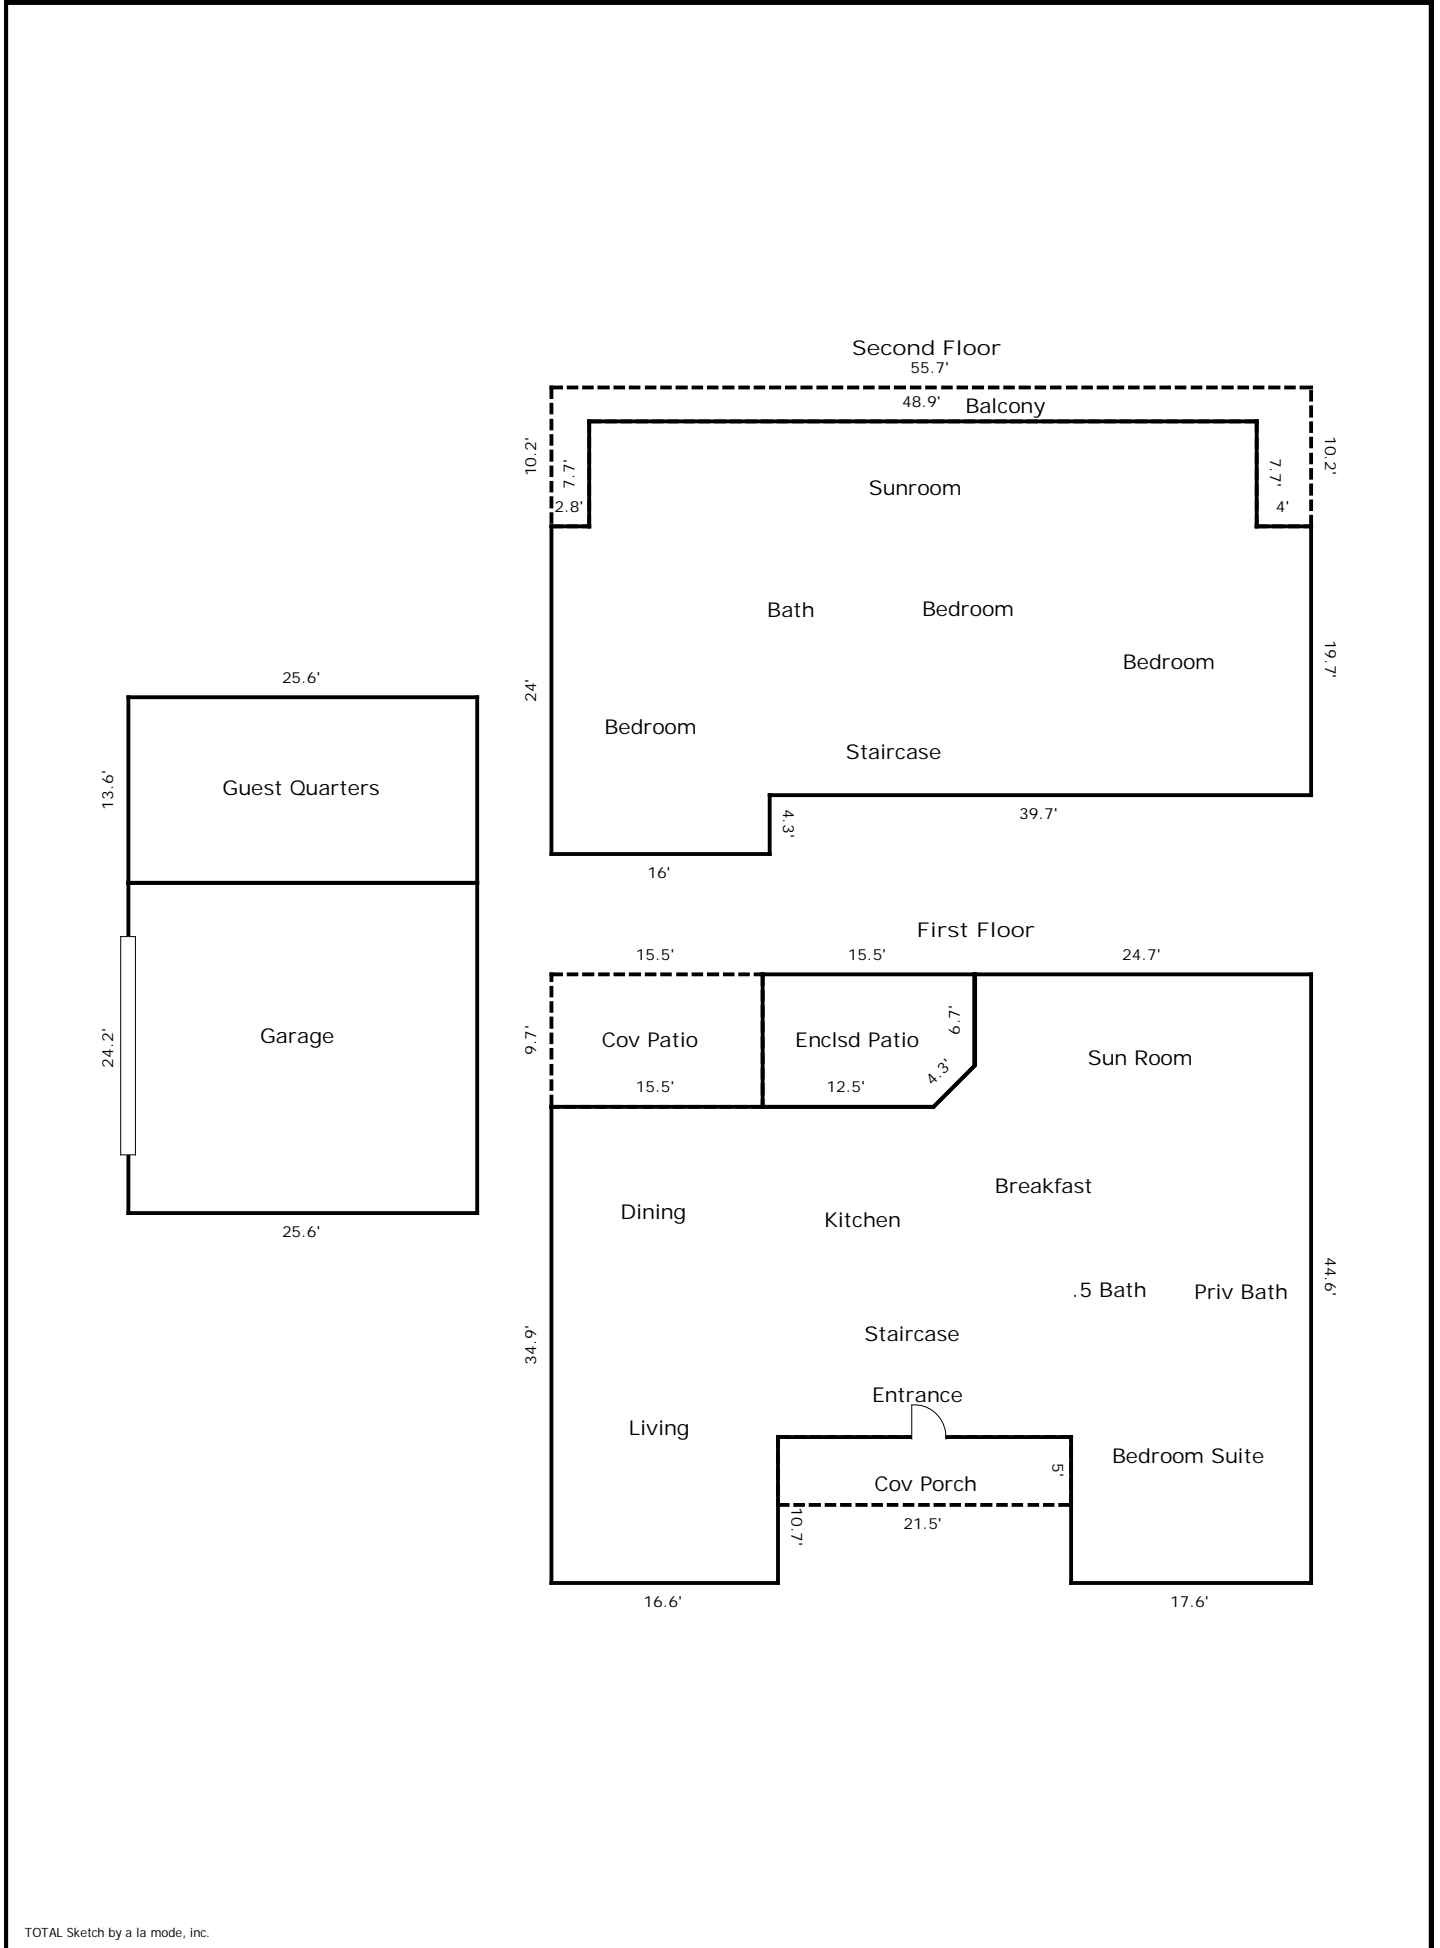 Second Floor
55.7'
48.9'
Balcony
10.2'
7.7'
2.8'
10.2'
7.7'
4'
Sunroom
Bath
Bedroom
Bedroom
24'
19.7'
Bedroom
Staircase
4.3'
39.7'
16'
25.6'
13.6'
Guest Quarters
24.2'
Garage
25.6'
First Floor
15.5'
15.5'
24.7'
9.7'
Cov Patio
15.5'
Enclsd Patio
12.5'
6.7'
4.3'
Sun Room
Breakfast
Dining
Kitchen
.5 Bath
Priv Bath
44.6'
Staircase
34.9'
Entrance
Living
Bedroom Suite
5'
Cov Porch
10.7'
21.5'
16.6'
17.6'
TOTAL Sketch by a la mode, inc.